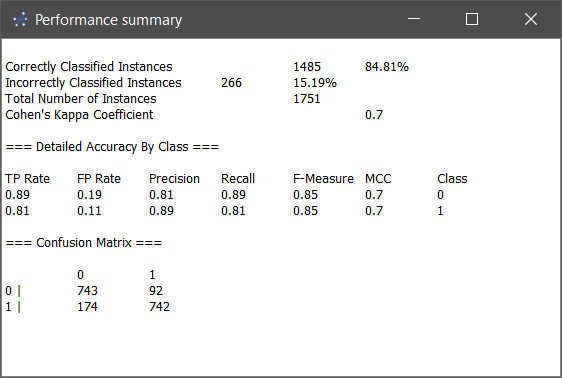 Performance summary
Correctly Classified Instances 1485 84.81%
Incorrectly Classified Instances 266 15.19%
Total Number of Instances 1751
Cohen's Kappa Coefficient 0.7
=== Detailed Accuracy By Class ===
TP Rate FP Rate Precision Recall F-Measure MCC Class
0.89 0.19 0.81 0.89 0.85 0.7 0
0.81 0.11 0.89 0.81 0.85 0.7 1
=== Confusion Matrix ===
0 1
0 | 743 92
1 | 174 742